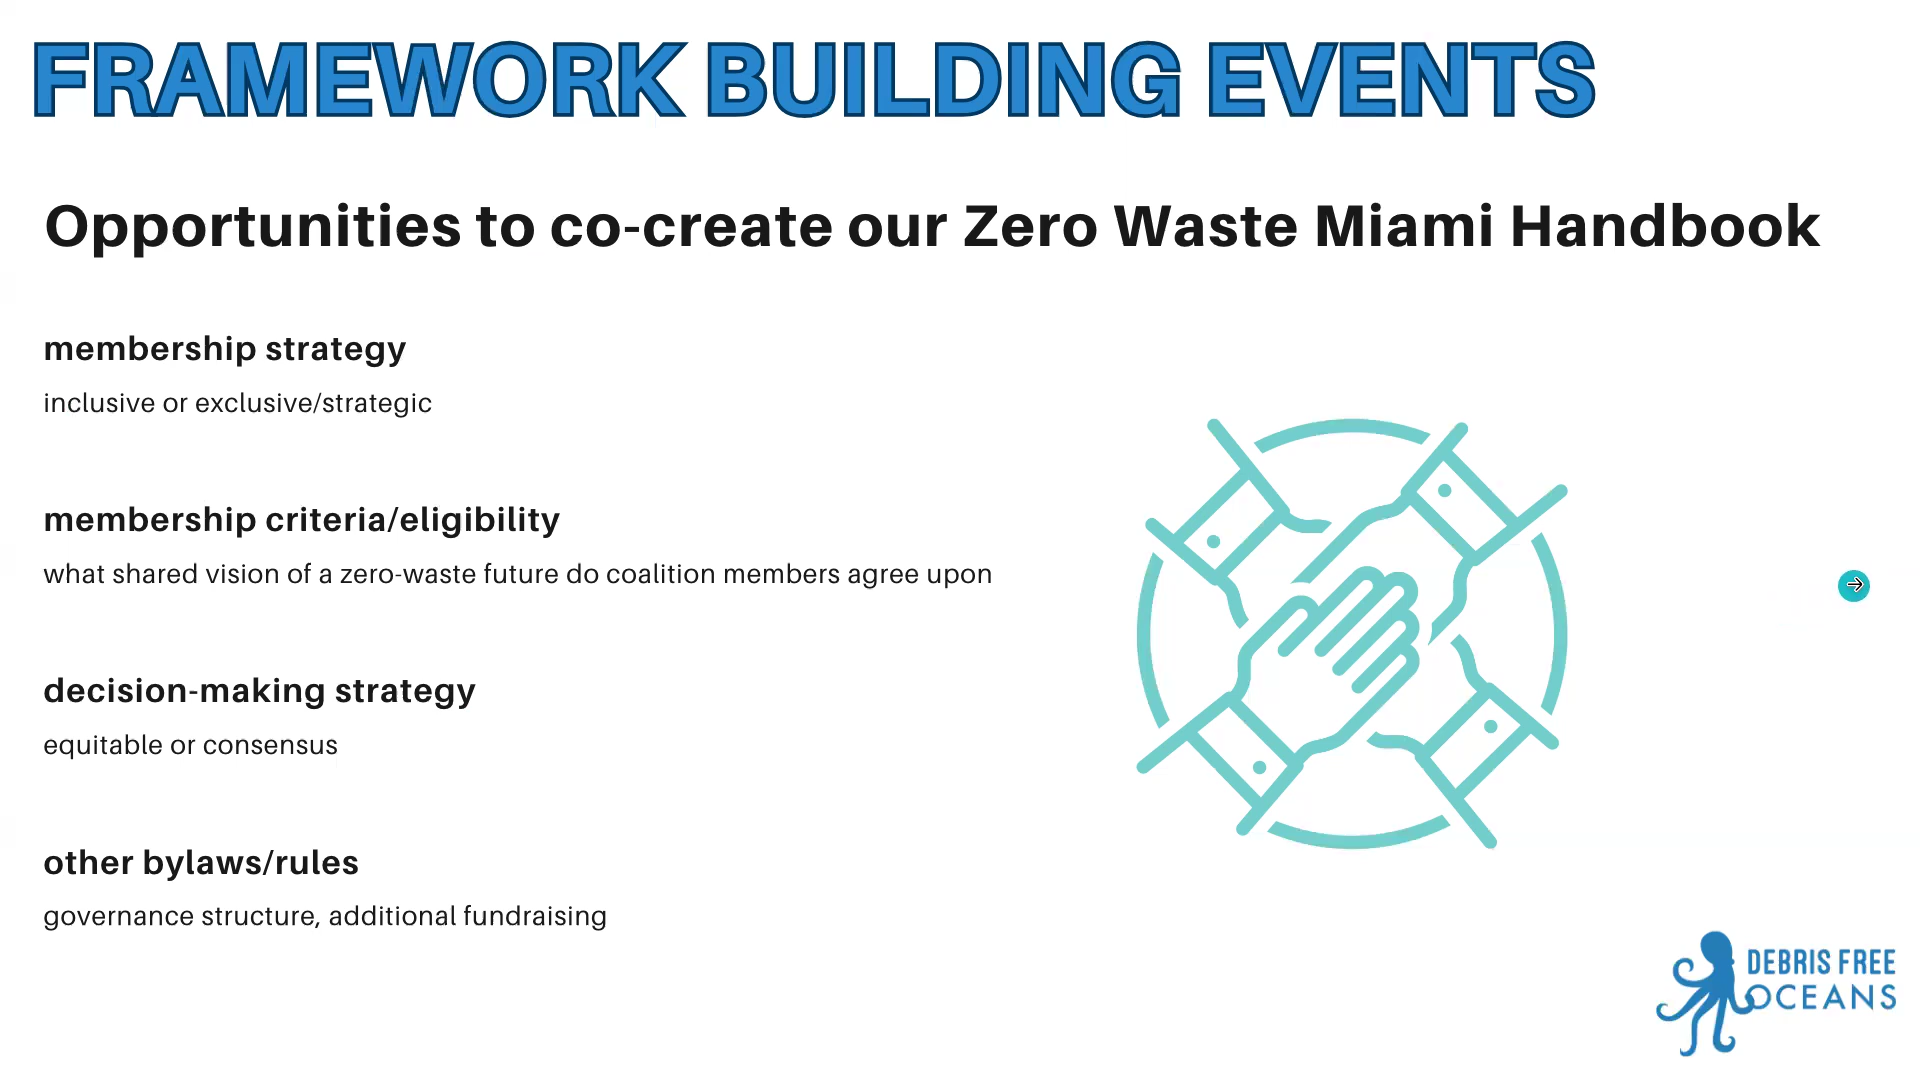 FRAMEWORK BUILDING EVENTS
Opportunities to co-create our Zero Waste Miami Handbook
membership strategy
inclusive or exclusive/strategic
membership criteria/eligibility
what shared vision of a zero-waste future do coalition members agree upon
decision-making strategy
equitable or consensus
other bylaws/rules
governance structure, additional fundraising
DEBRIS FREE
OCEANS